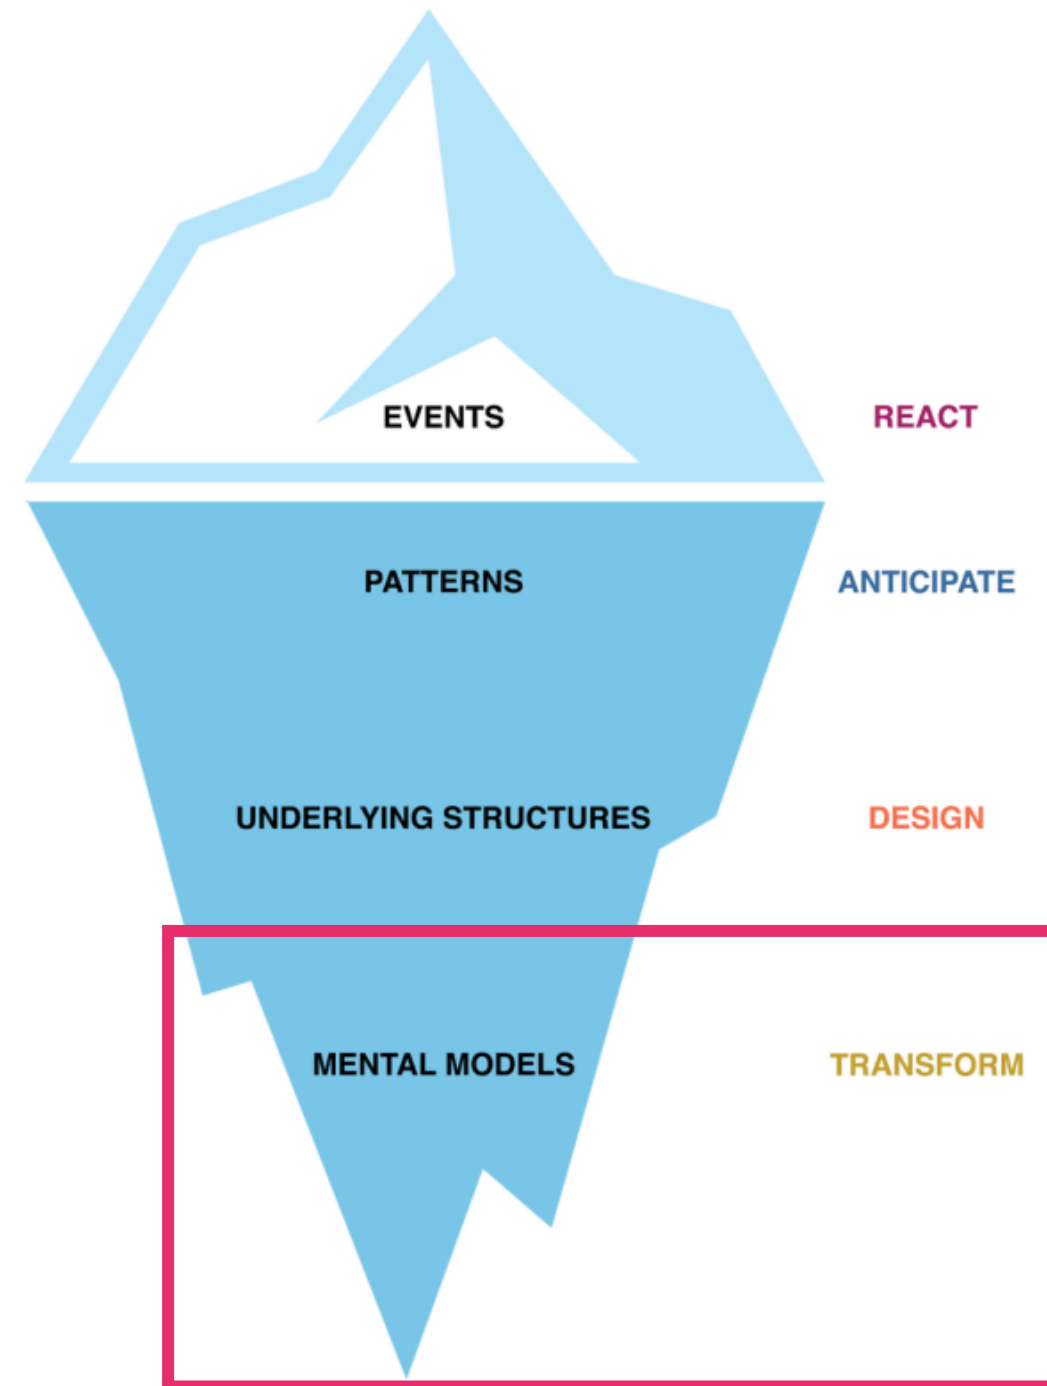 EVENTS REACT
PATTERNS ANTICIPATE
UNDERLYING STRUCTURES DESIGN
MENTAL MODELS TRANSFORM